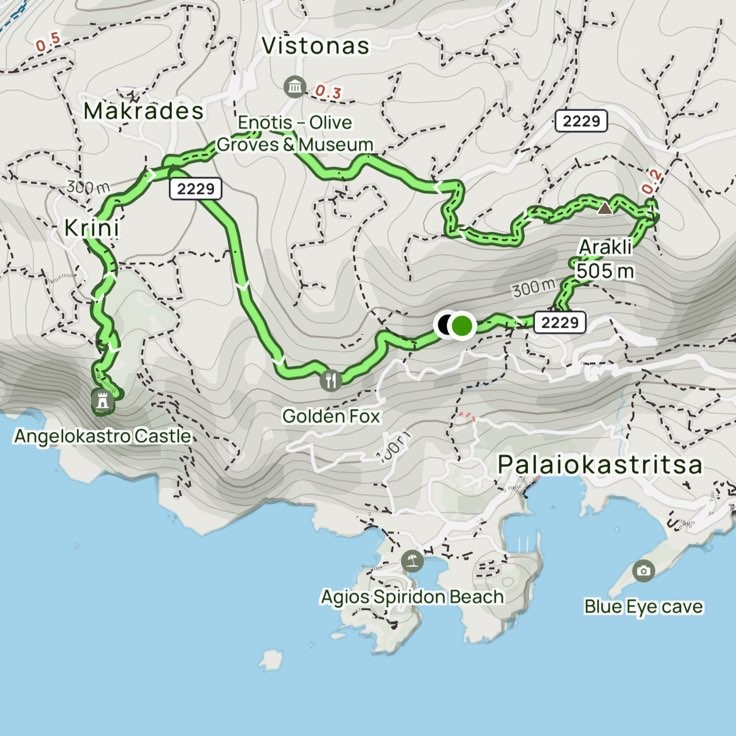 0.5
Vistonas
0.3
Makrades
Enotis – Olive
Groves & Museum
2229
300 m
2229
0.2
Krini
Arakli
505 m
300 m
2229
Golden Fox
Angelokastro Castle
Palaiokastritsa
Agios Spiridon Beach
Blue Eye cave